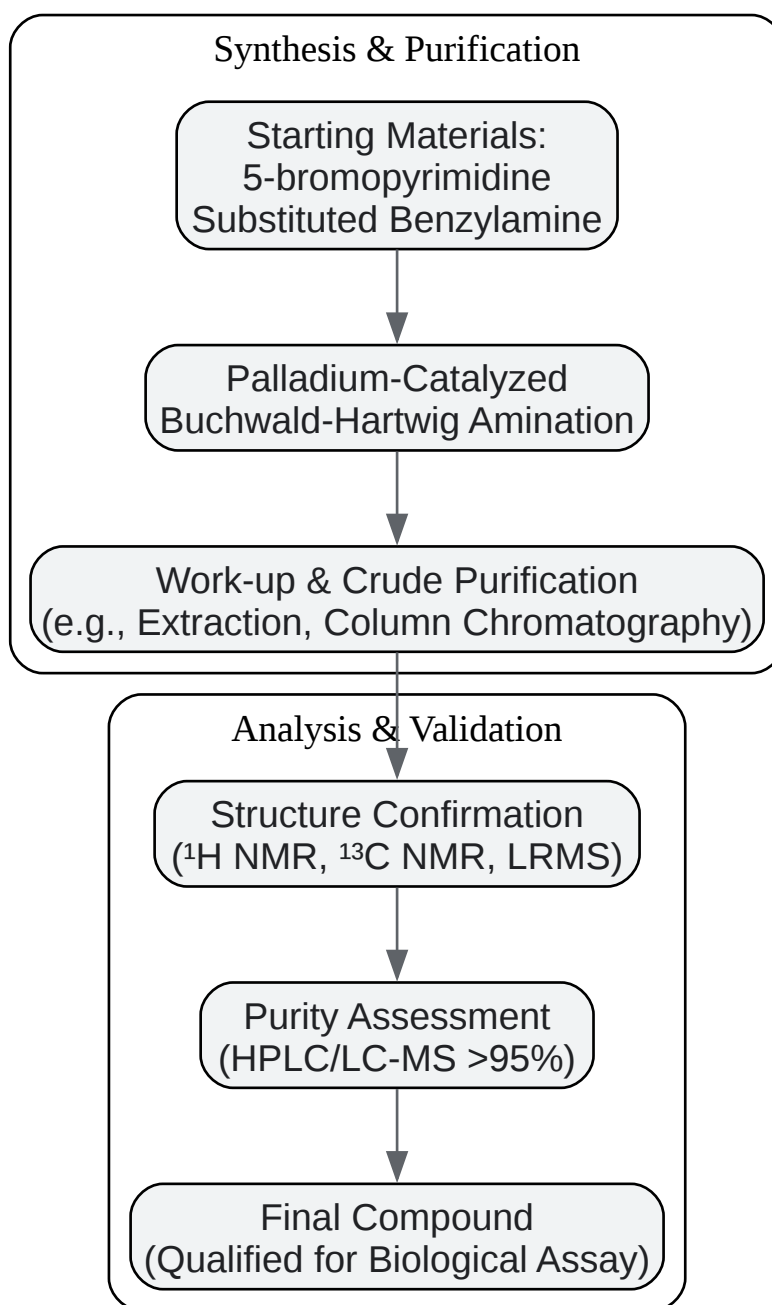 Synthesis & Purification
Starting Materials:
5-bromopyrimidine
Substituted Benzylamine
Palladium-Catalyzed
Buchwald-Hartwig Amination
Work-up & Crude Purification
(e.g., Extraction, Column Chromatography)
Analysis & Validation
Structure Confirmation
(¹H NMR, ¹³C NMR, LRMS)
Purity Assessment
(HPLC/LC-MS >95%)
Final Compound
(Qualified for Biological Assay)